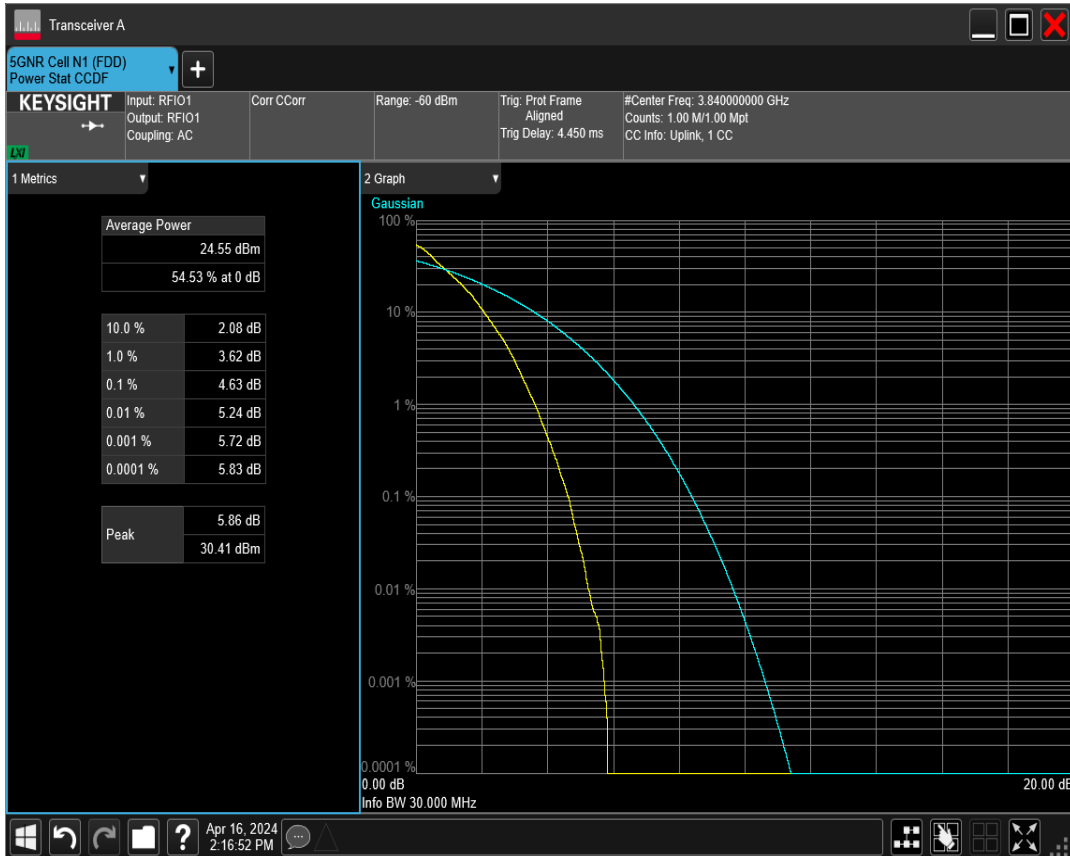 Transceiver A
5GNR Cell N1 (FDD)
Power Stat CCDF
+
KEYSIGHT
LXI
Input: RFIO1
Output: RFIO1
Coupling: AC
Corr CCorr
Range: -60 dBm
Trig: Prot Frame
Aligned
Trig Delay: 4.450 ms
#Center Freq: 3.840000000 GHz
Counts: 1.00 M/1.00 Mpt
CC Info: Uplink, 1 CC
1 Metrics
Average Power
24.55 dBm
54.53 % at 0 dB
10.0 % 2.08 dB
1.0 % 3.62 dB
0.1 % 4.63 dB
0.01 % 5.24 dB
0.001 % 5.72 dB
0.0001 % 5.83 dB
Peak
5.86 dB
30.41 dBm
2 Graph
Gaussian
100 %
10 %
1 %
0.1 %
0.01 %
0.001 %
0.0001 %
0.00 dB
20.00 dB
Info BW 30.000 MHz
?
Apr 16, 2024
2:16:52 PM